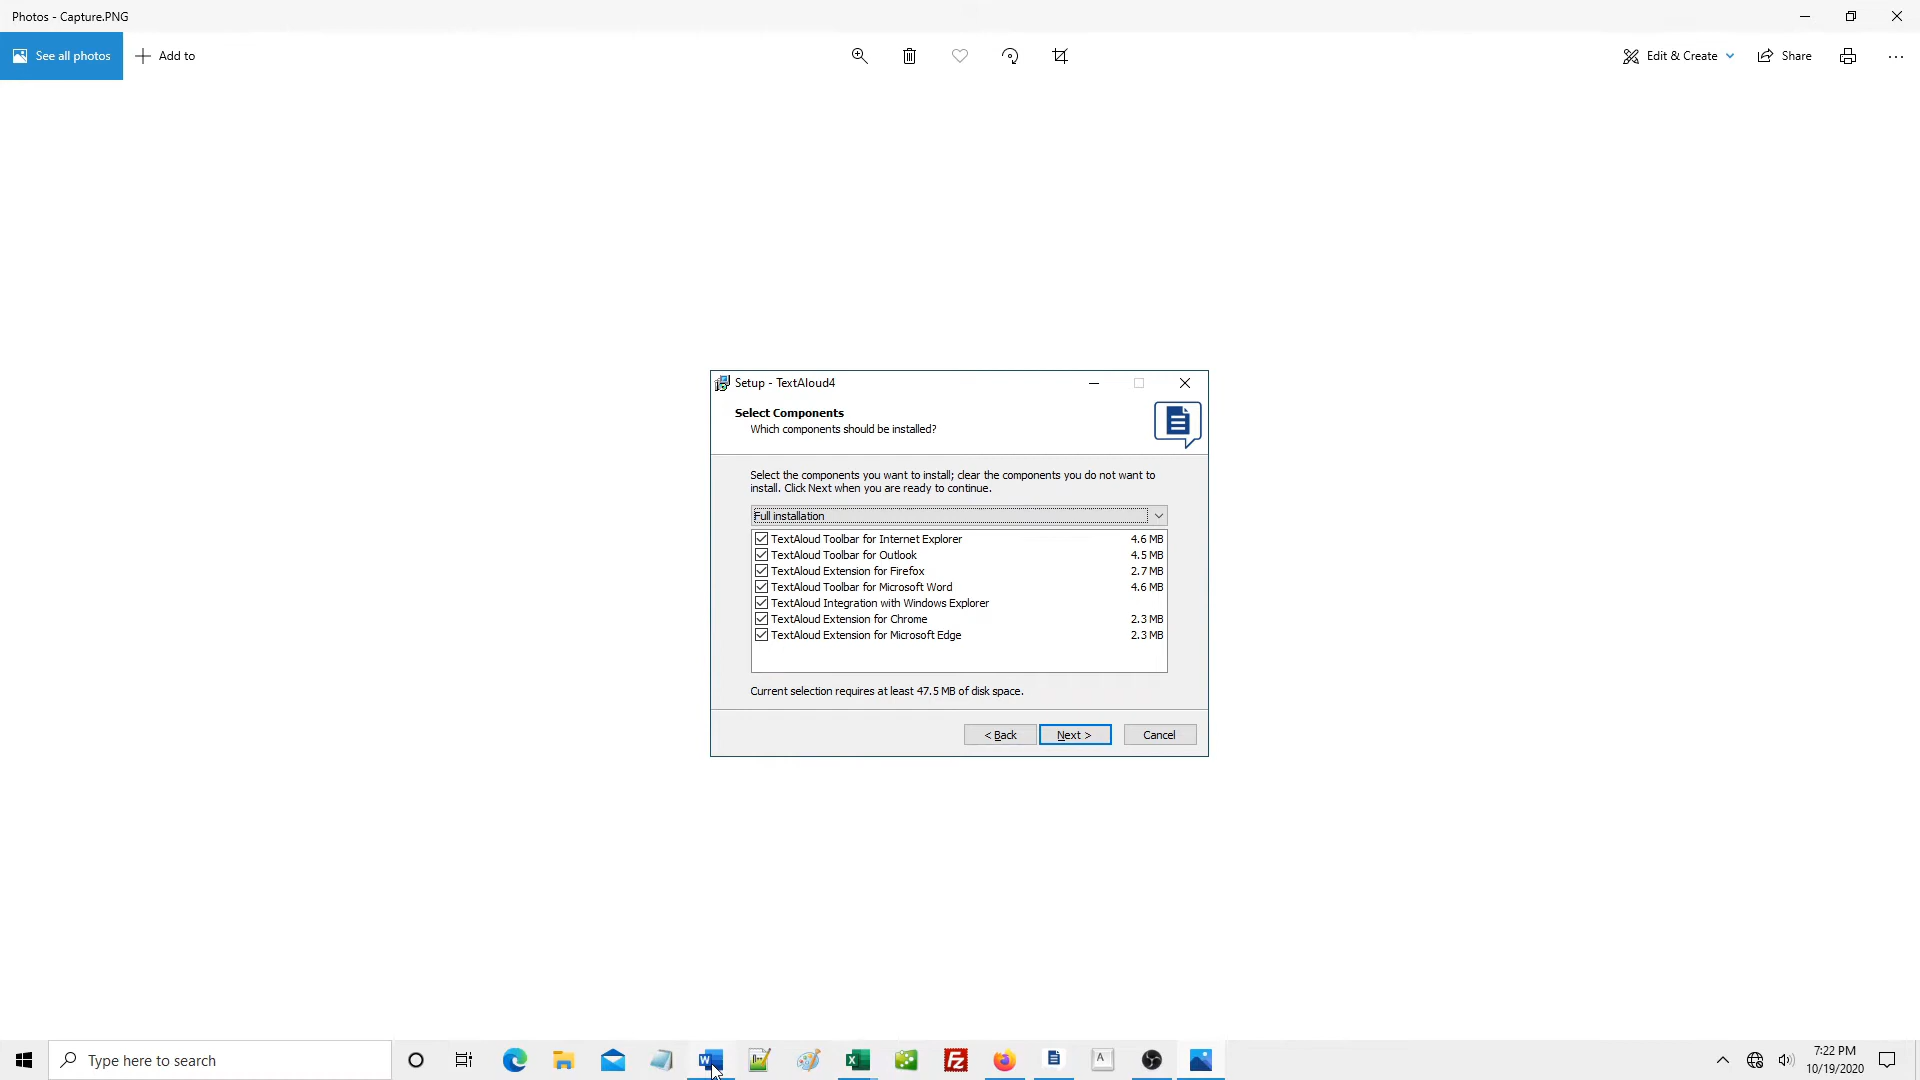 Photos - Capture.PNG
See all photos
Add to
Edit & Create
Share
Setup - TextAloud4
Select Components
Which components should be installed?
Select the components you want to install; clear the components you do not want to
install. Click Next when you are ready to continue.
Full installation
TextAloud Toolbar for Internet Explorer 4.6 MB
TextAloud Toolbar for Outlook 4.5 MB
TextAloud Extension for Firefox 2.7 MB
TextAloud Toolbar for Microsoft Word 4.6 MB
TextAloud Integration with Windows Explorer
TextAloud Extension for Chrome 2.3 MB
TextAloud Extension for Microsoft Edge 2.3 MB
Current selection requires at least 47.5 MB of disk space.
< Back Next > Cancel
Type here to search
W
Fz
A
7:22 PM
10/19/2020